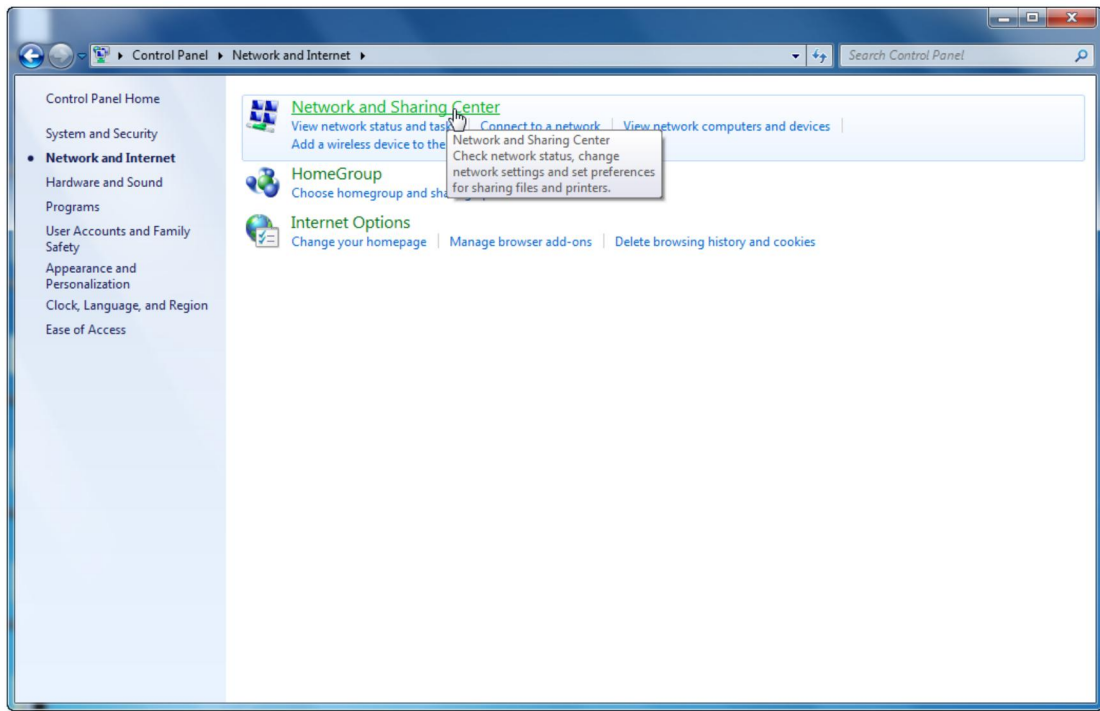 Control Panel Network and Internet
Search Control Panel
Control Panel Home
System and Security
Network and Internet
Hardware and Sound
Programs
User Accounts and Family
Safety
Appearance and
Personalization
Clock, Language, and Region
Ease of Access
Network and Sharing Center
View network status and Connect to a network View network computers and devices
Add a wireless device to the
Network and Sharing Center
Check network status, change
network settings and set preferences
for sharing files and printers.
HomeGroup
Choose homegroup and
Internet Options
Change your homepage Manage browser add-ons Delete browsing history and cookies